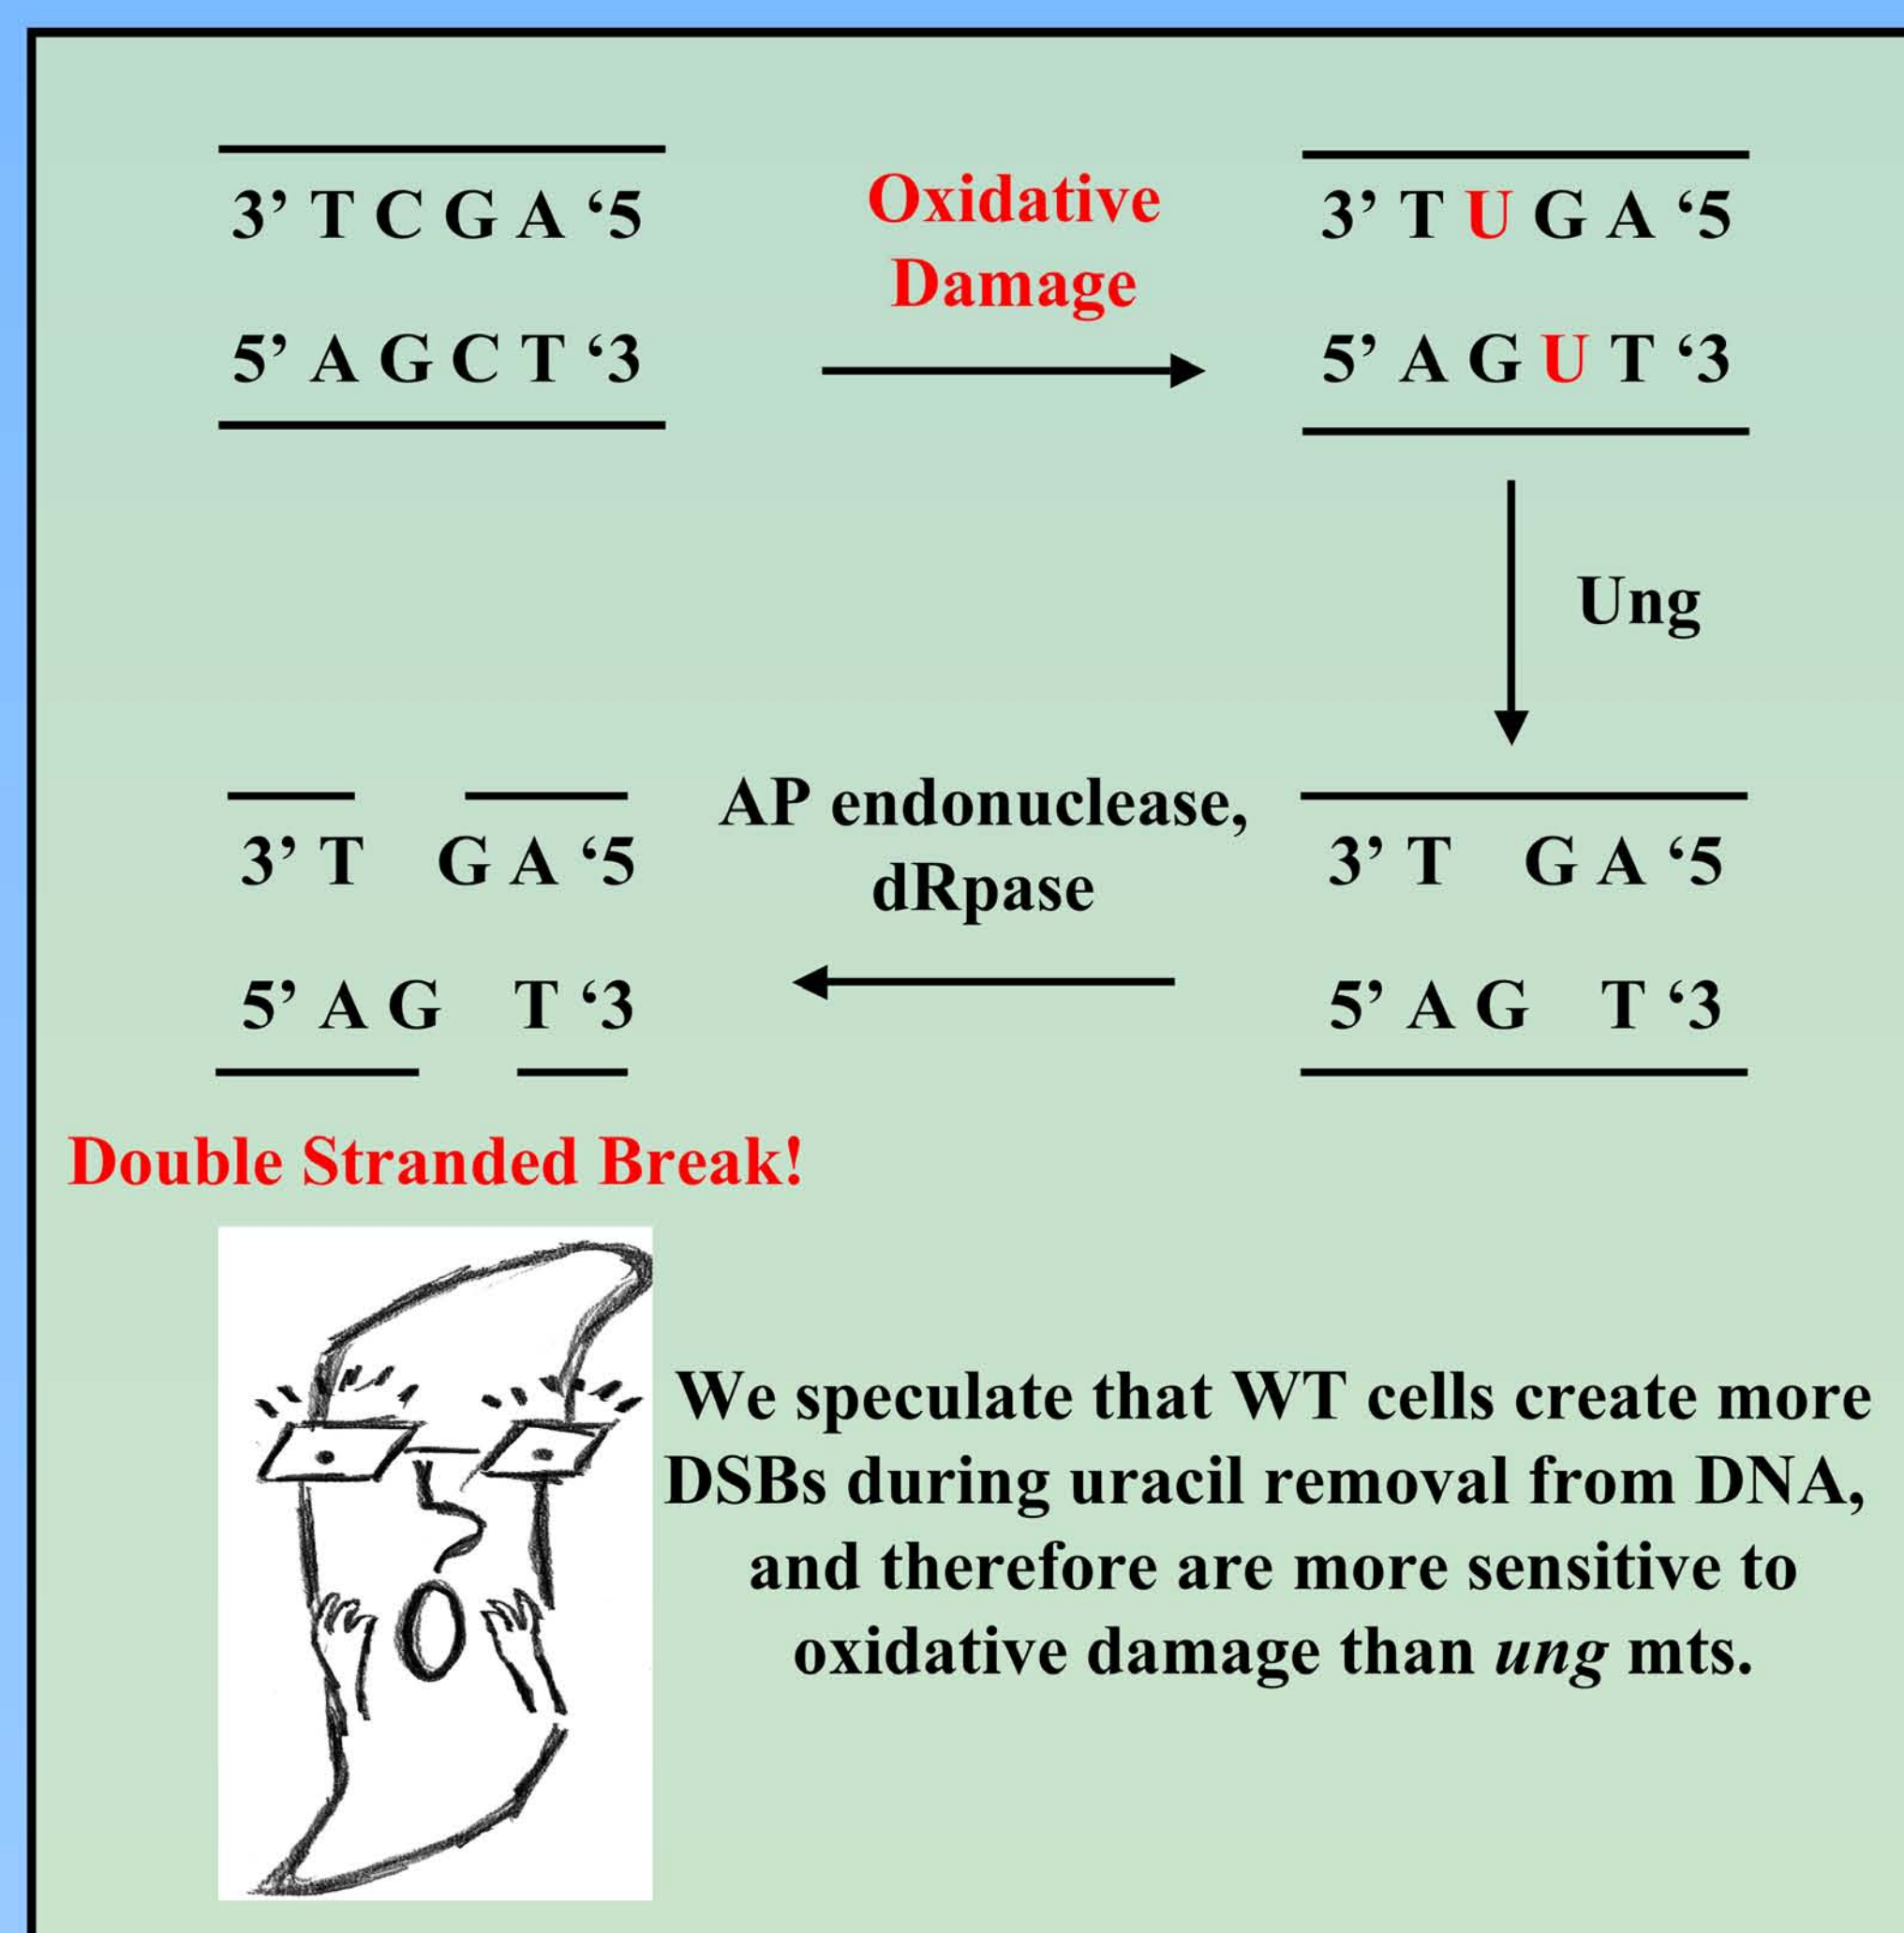 3’ T C G A ‘5
5’ A G C T ‘3
Oxidative
Damage
3’ T U G A ‘5
5’ A G U T ‘3
Ung
3’ T G A ‘5
5’ A G T ‘3
AP endonuclease,
dRpase
3’ T G A ‘5
5’ A G T ‘3
Double Stranded Break!
We speculate that WT cells create more
DSBs during uracil removal from DNA,
and therefore are more sensitive to
oxidative damage than ung mts.